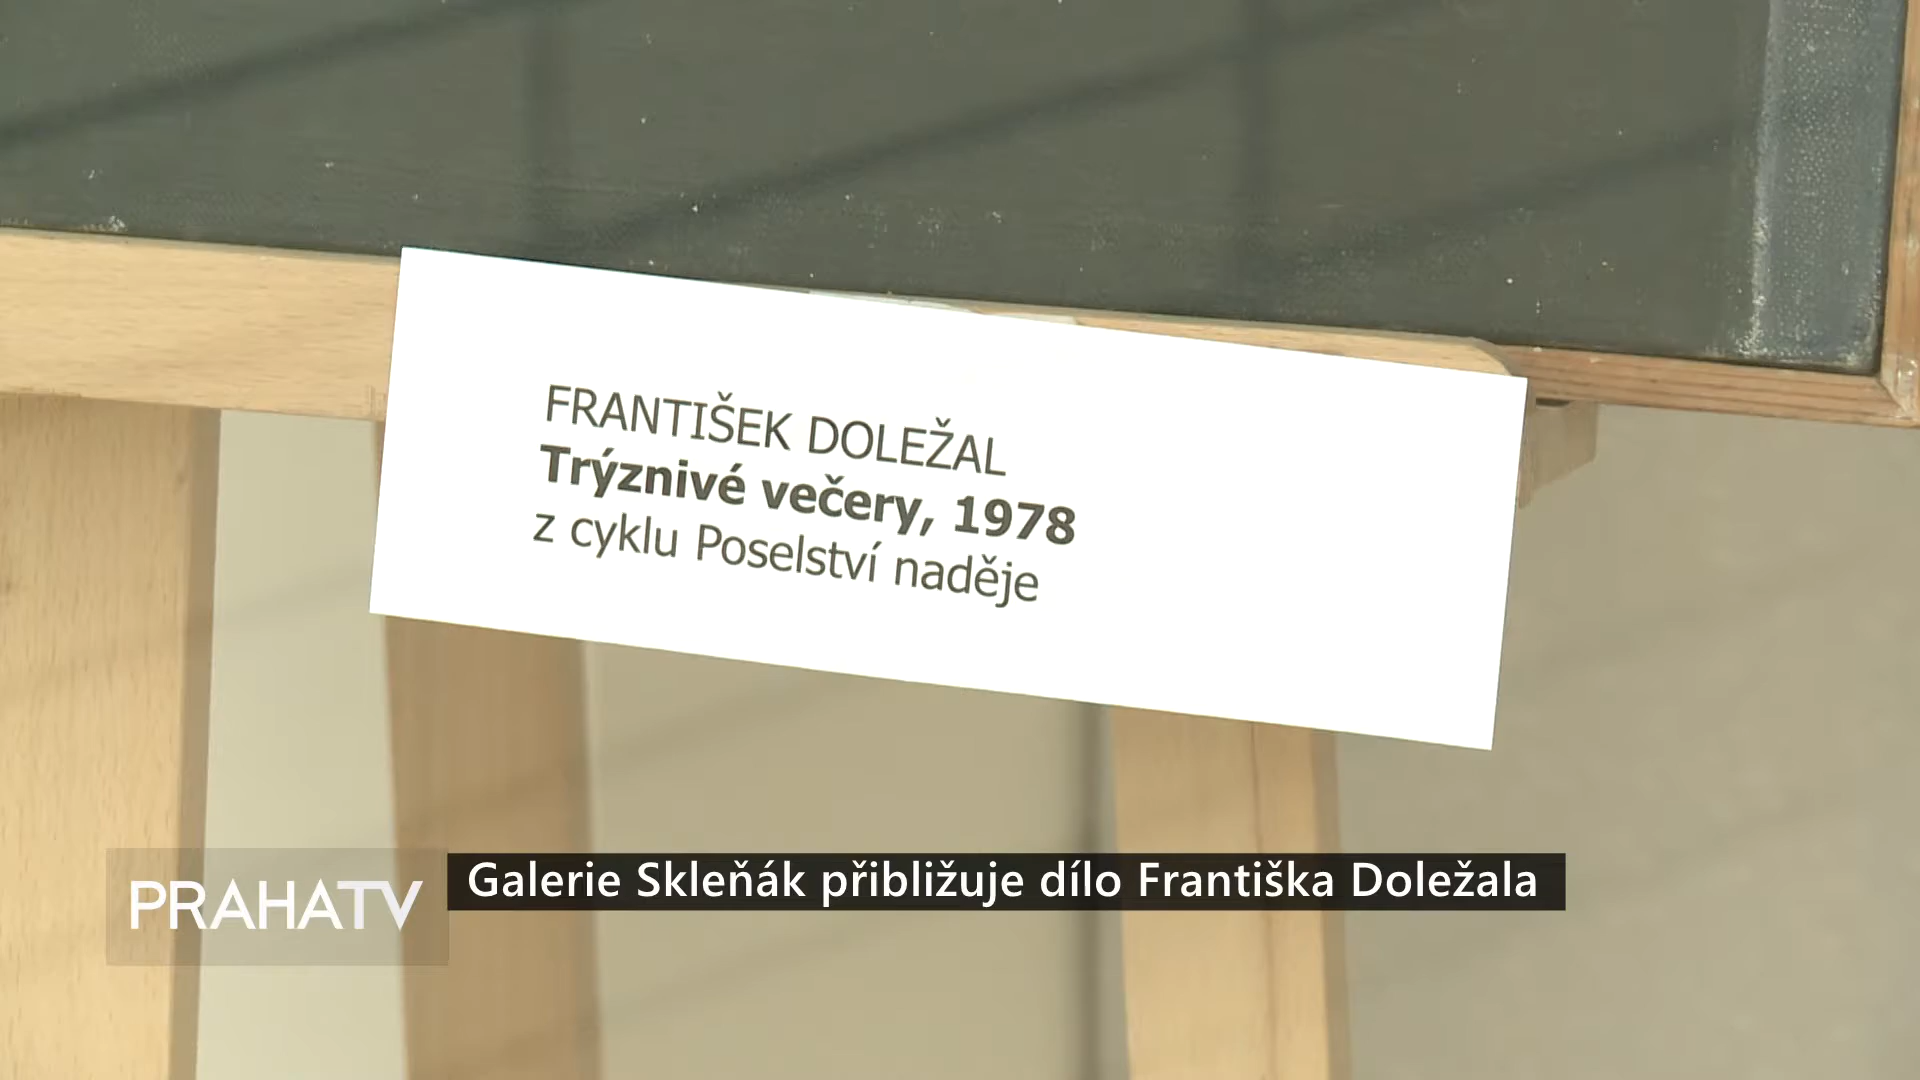 FRANTIŠEK DOLEŽAL
Trýznivé večery, 1978
z cyklu Poselství naděje
PRAHATV
Galerie Skleňák přibližuje dílo Františka Doležala